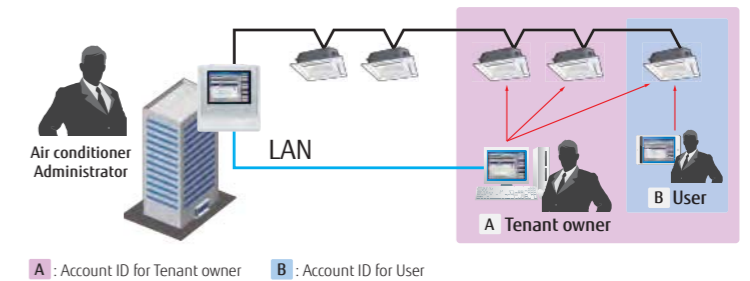 Air conditioner
Administrator
LAN
B User
A Tenant owner
A : Account ID for Tenant owner
B : Account ID for User